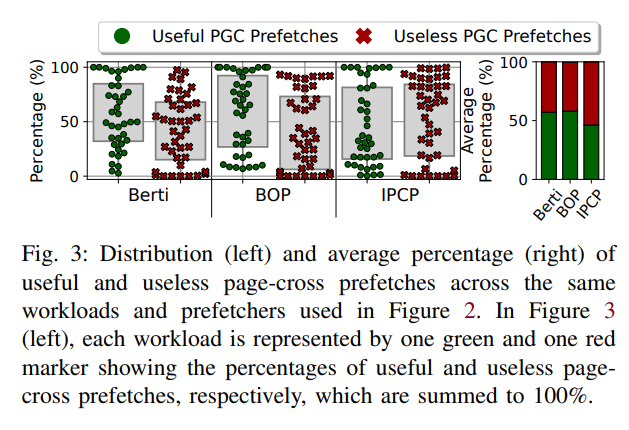 Useful PGC Prefetches Useless PGC Prefetches
Percentage (%)
100
50
0
Berti BOP IPCP
Average
Percentage (%)
100
50
0
Berti BOP IPCP
Fig. 3: Distribution (left) and average percentage (right) of
useful and useless page-cross prefetches across the same
workloads and prefetchers used in Figure 2. In Figure 3
(left), each workload is represented by one green and one red
marker showing the percentages of useful and useless page-
cross prefetches, respectively, which are summed to 100%.